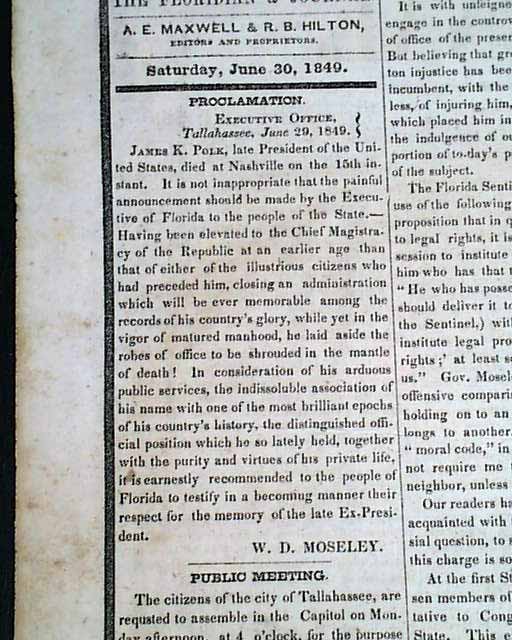 THE FLORIDIAN & JOURNAL
A. E. MAXWELL & R. B. HILTON,
EDITORS AND PROPRIETORS.
Saturday, June 30, 1849.
PROCLAMATION.
EXECUTIVE OFFICE,
Tallahassee, June 29, 1849.
JAMES K. POLK, late President of the Uni-
ted States, died at Nashville on the 15th in-
stant. It is not inappropriate that the painful
announcement should be made by the Execu-
tive of Florida to the people of the State.—
Having been elevated to the Chief Magistra-
cy of the Republic at an earlier age than
that of either of the illustrious citizens who
had preceded him, closing an administration
which will be ever memorable among the
records of his country's glory, while yet in the
vigor of matured manhood, he laid aside the
robes of office to be shrouded in the mantle
of death! In consideration of his arduous
public services, the indissoluble association of
his name with one of the most brilliant epochs
of his country's history, the distinguished offi-
cial position which he so lately held, together
with the purity and virtues of his private life,
it is earnestly recommended to the people of
Florida to testify in a becoming manner their
respect for the memory of the late Ex-Presi-
dent.
W. D. MOSELEY.
PUBLIC MEETING.
The citizens of the city of Tallahassee, are
requsted to assemble in the Capitol on Mon-
day afternoon, at 4 o'clock, for the purpose
It is with unfeigne
engage in the controv
of office of the presen
But believing that gre
ton injustice has bee
incumbent, with the
less, of injuring him,
which placed him in
the indulgence of ou
portion of to-day's p
of the subject.
The Florida Senti
use of the following
proposition that in q
to legal rights, it is
session to institute
him who has that t
"He who has posse
should deliver it to
the Sentinel,) with
institute legal pro
rights;' at least s
us." Gov. Mosel
offensive comparis
holding on to an
longs to another.
"moral code," in
not require me
neighbor, unless
Our readers ha
acquainted with
sial question, to s
this charge is so
At the first St
sen members of
tative to Cong
State. This